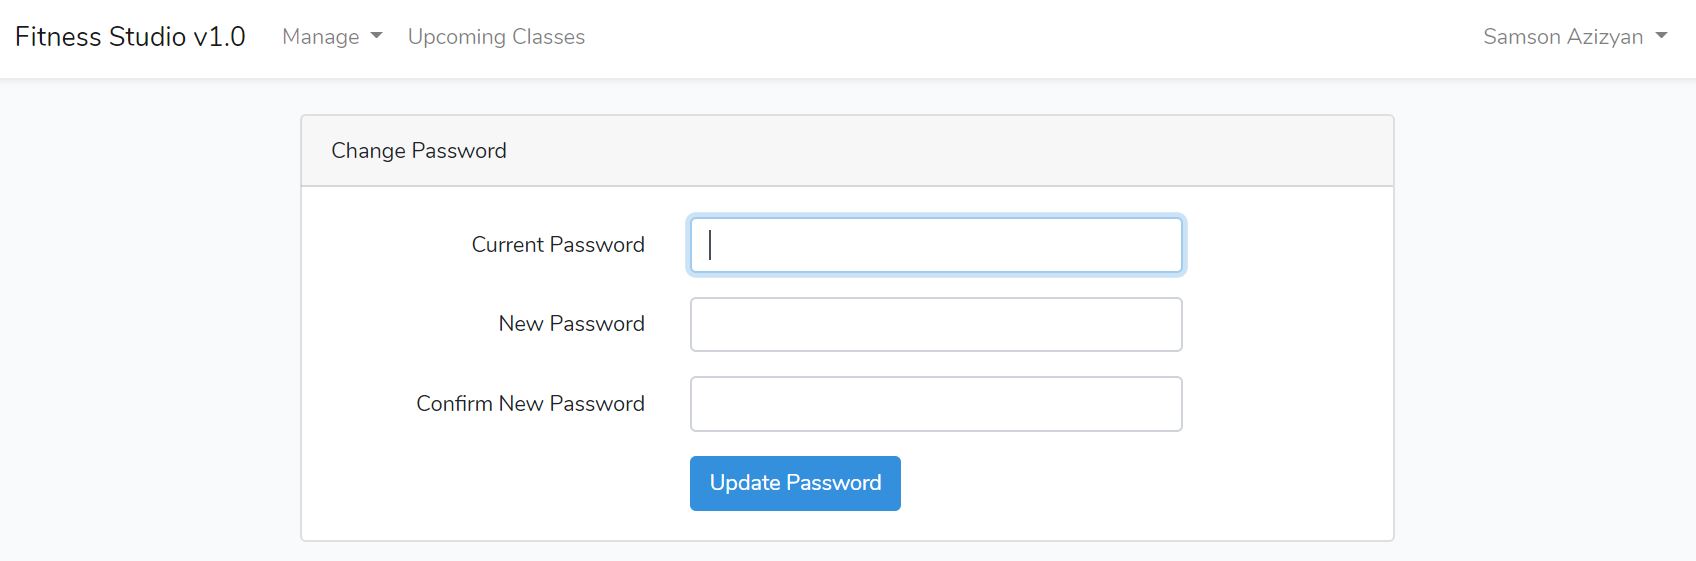 Fitness Studio v1.0 Manage Upcoming Classes Samson Azizyan
Change Password
Current Password
New Password
Confirm New Password
Update Password